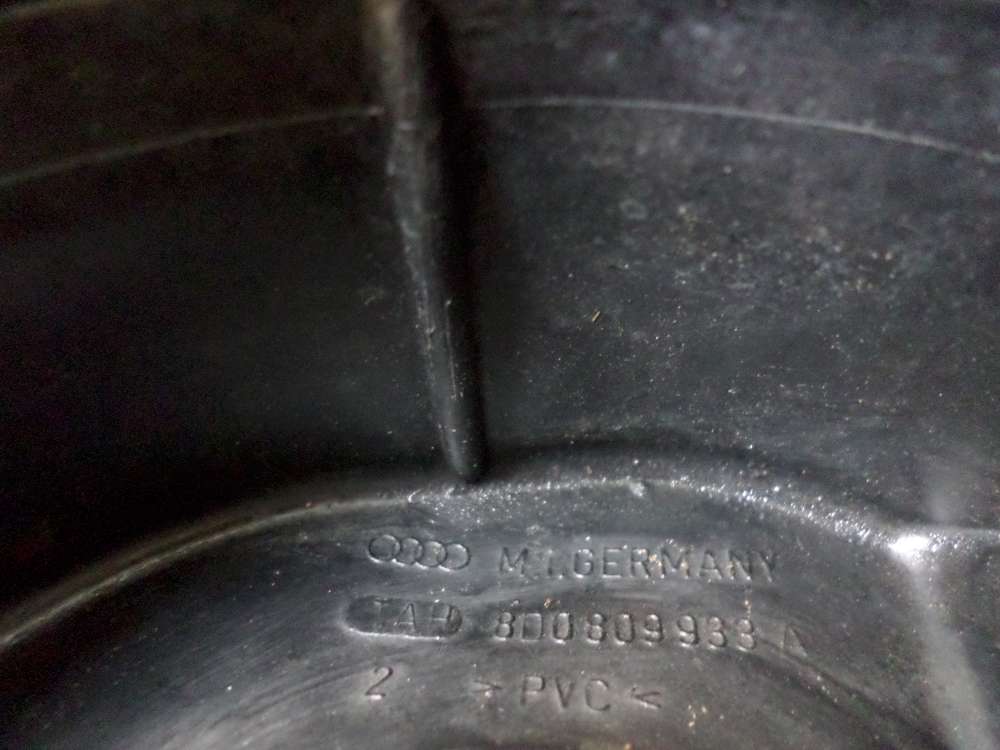 M.I.GERMANY
8D0809933 A
2 >PVC<